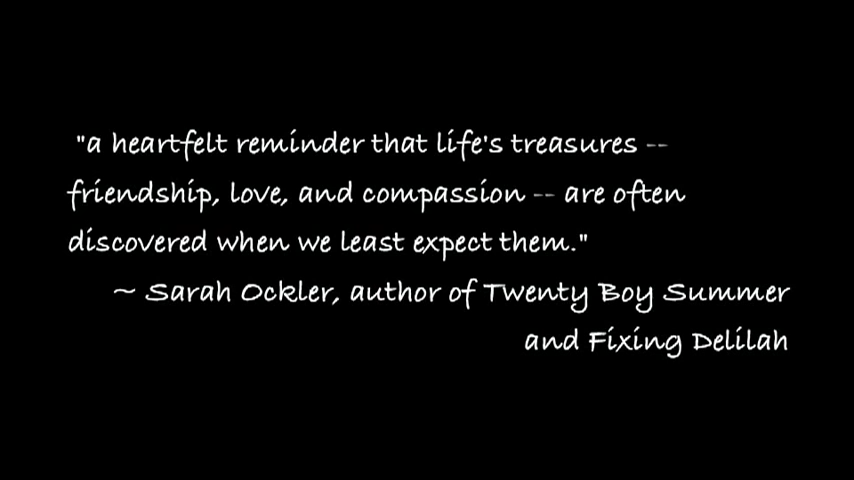 "a heartfelt reminder that life's treasures --
friendship, love, and compassion -- are often
discovered when we least expect them."
~ Sarah Ockler, author of Twenty Boy Summer
and Fixing Delilah